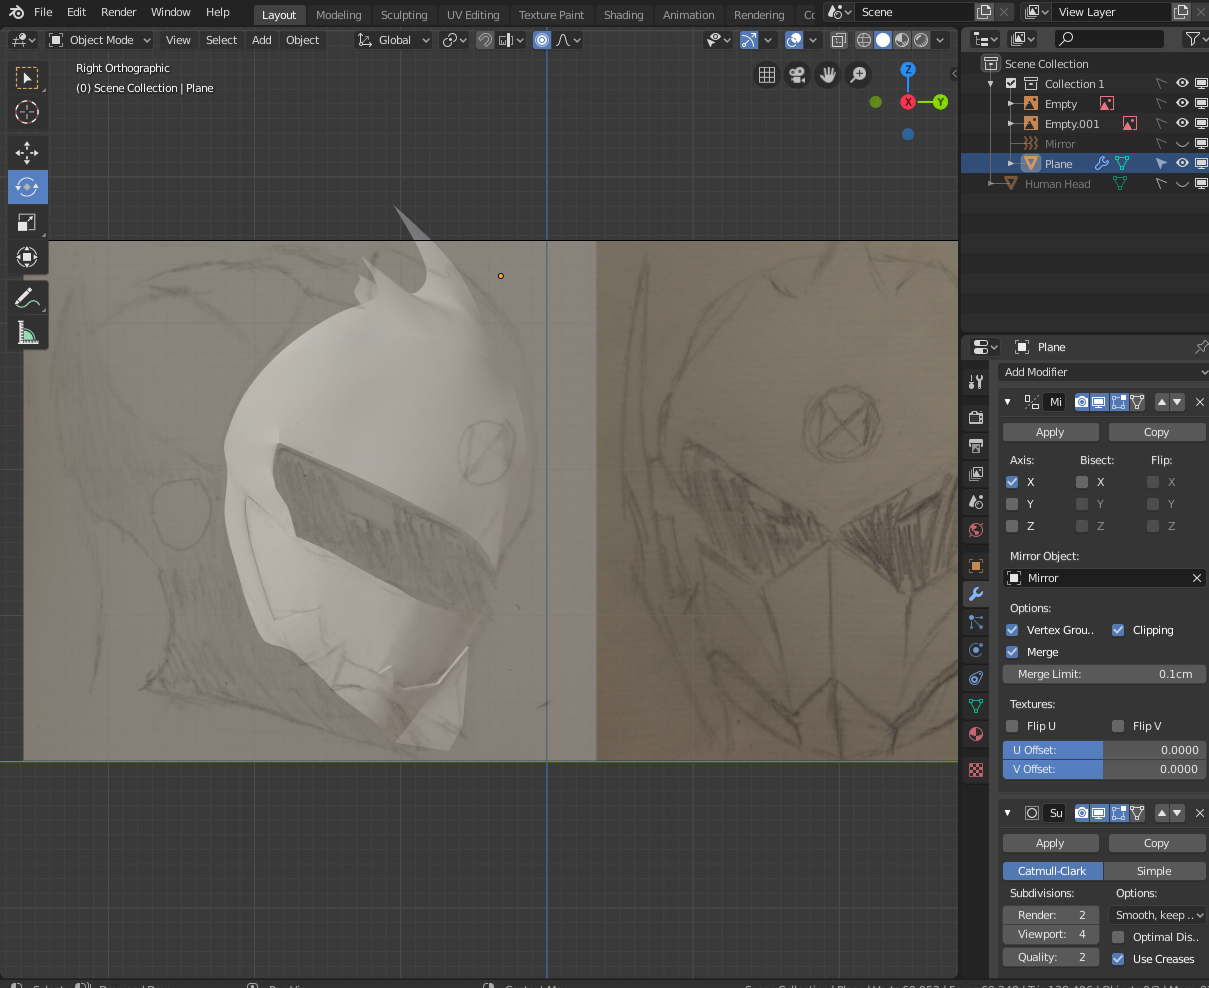 File Edit Render Window Help Layout Modeling Sculpting UV Editing Texture Paint Shading Animation Rendering Scene View Layer
Object Mode View Select Add Object Global
Right Orthographic
(0) Scene Collection | Plane
Z
X
Y
Scene Collection
Collection 1
Empty
Empty.001
Mirror
Plane
Human Head
Plane
Add Modifier
Mi
Apply Copy
Axis: Bisect: Flip:
X X X
Y Y Y
Z Z Z
Mirror Object:
Mirror
Options:
Vertex Grou.. Clipping
Merge
Merge Limit: 0.1cm
Textures:
Flip U Flip V
U Offset: 0.0000
V Offset: 0.0000
Su
Apply Copy
Catmull-Clark Simple
Subdivisions: Options:
Render: 2 Smooth, keep ..
Viewport: 4 Optimal Dis..
Quality: 2 Use Creases